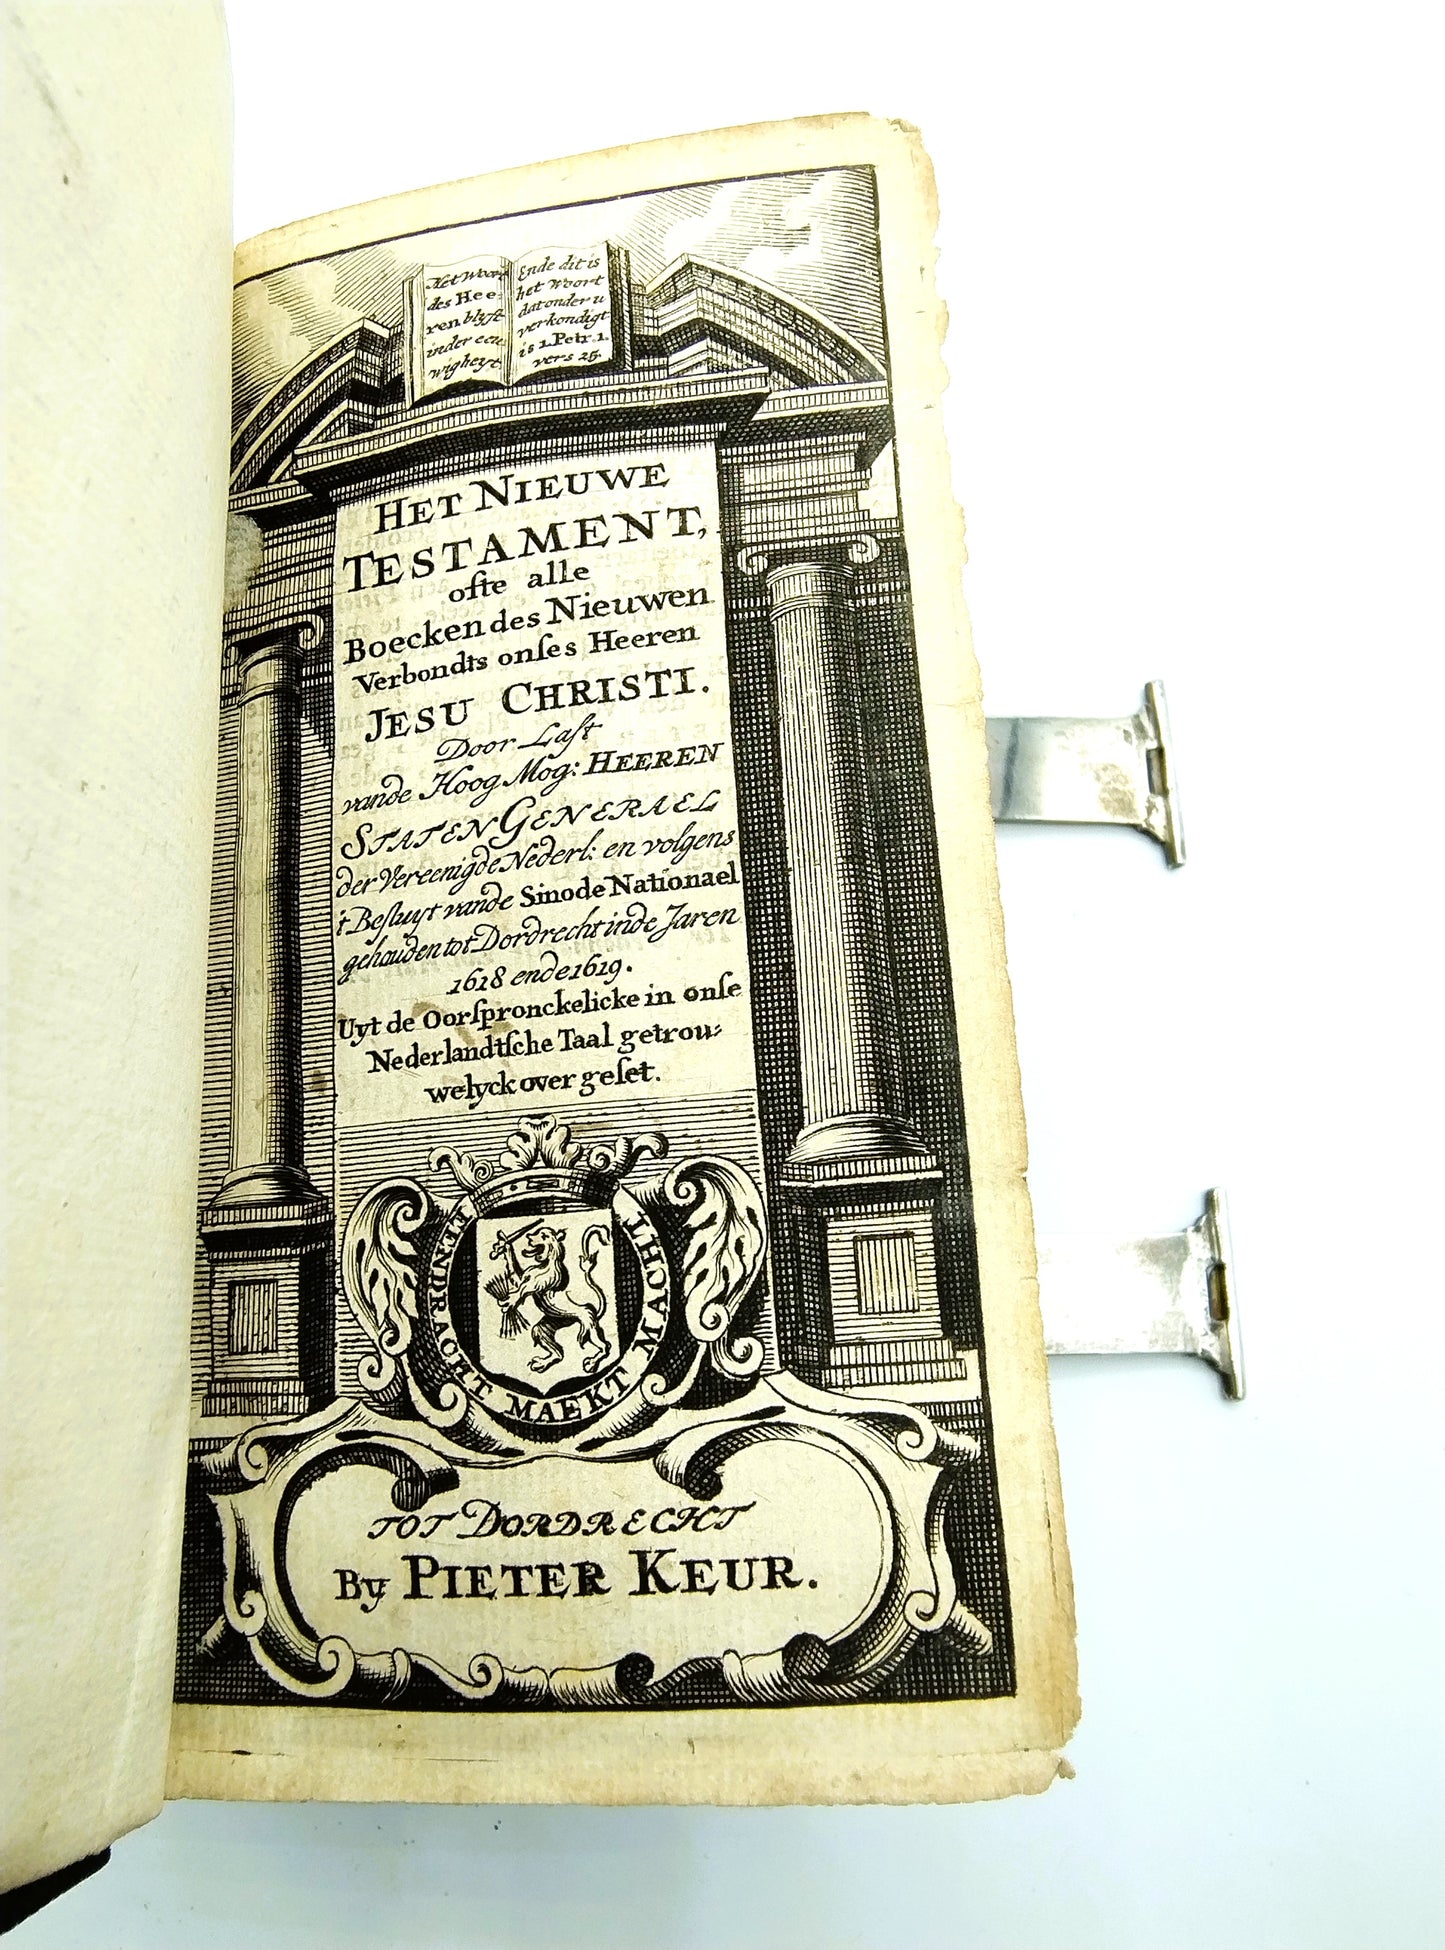 Het Woort
des Hee-
ren blyft
inder eeu
wigheyt
Ende dit is
het Woort
dat onder u
verkondigt
is 1. Petr. 1.
vers 25.
HET NIEUWE
TESTAMENT,
ofte alle
Boecken des Nieuwen
Verbondts onſes Heeren
JESU CHRISTI.
Door Laſt
vande Hoog Mog: HEEREN
STATEN GENERAEL
der Vereenigde Nederl: en volgens
't Beſluyt vande Sinode Nationael
gehouden tot Dordrecht inde Jaren
1618 ende 1619.
Uyt de Oorſpronckelicke in onſe
Nederlandtſche Taal getrou⸗
welyck over geſet.
EENDRACHT MAEKT MACHT
TOT DORDRECHT
By PIETER KEUR.